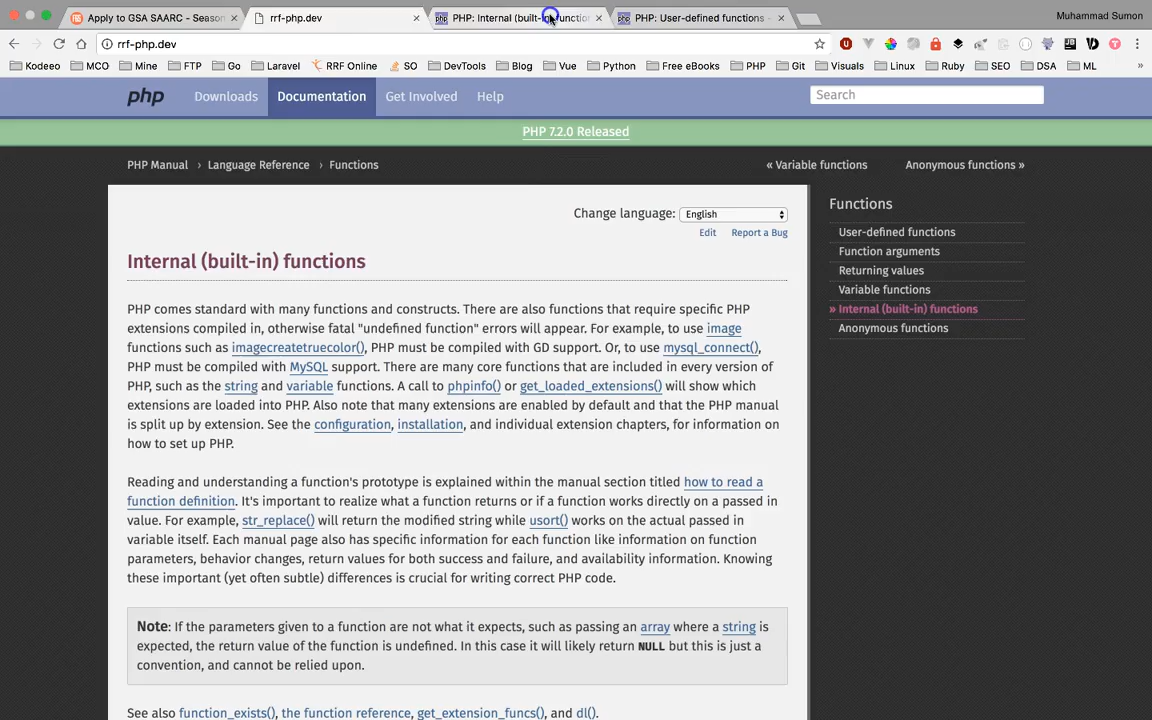 Apply to GSA SAARC - Season
rrf-php.dev
PHP: Internal (built-in) functio
PHP: User-defined functions -
Muhammad Sumon
rrf-php.dev
Kodeeo MCO Mine FTP Go Laravel RRF Online SO DevTools Blog Vue Python Free eBooks PHP Git Visuals Linux Ruby SEO DSA ML »
php Downloads Documentation Get Involved Help Search
PHP 7.2.0 Released
PHP Manual › Language Reference › Functions « Variable functions Anonymous functions »
Change language: English
Edit Report a Bug
Internal (built-in) functions
PHP comes standard with many functions and constructs. There are also functions that require specific PHP
extensions compiled in, otherwise fatal "undefined function" errors will appear. For example, to use image
functions such as imagecreatetruecolor(), PHP must be compiled with GD support. Or, to use mysql_connect(),
PHP must be compiled with MySQL support. There are many core functions that are included in every version of
PHP, such as the string and variable functions. A call to phpinfo() or get_loaded_extensions() will show which
extensions are loaded into PHP. Also note that many extensions are enabled by default and that the PHP manual
is split up by extension. See the configuration, installation, and individual extension chapters, for information on
how to set up PHP.
Reading and understanding a function's prototype is explained within the manual section titled how to read a
function definition. It's important to realize what a function returns or if a function works directly on a passed in
value. For example, str_replace() will return the modified string while usort() works on the actual passed in
variable itself. Each manual page also has specific information for each function like information on function
parameters, behavior changes, return values for both success and failure, and availability information. Knowing
these important (yet often subtle) differences is crucial for writing correct PHP code.
Note: If the parameters given to a function are not what it expects, such as passing an array where a string is
expected, the return value of the function is undefined. In this case it will likely return NULL but this is just a
convention, and cannot be relied upon.
See also function_exists(), the function reference, get_extension_funcs(), and dl().
Functions
User-defined functions
Function arguments
Returning values
Variable functions
» Internal (built-in) functions
Anonymous functions